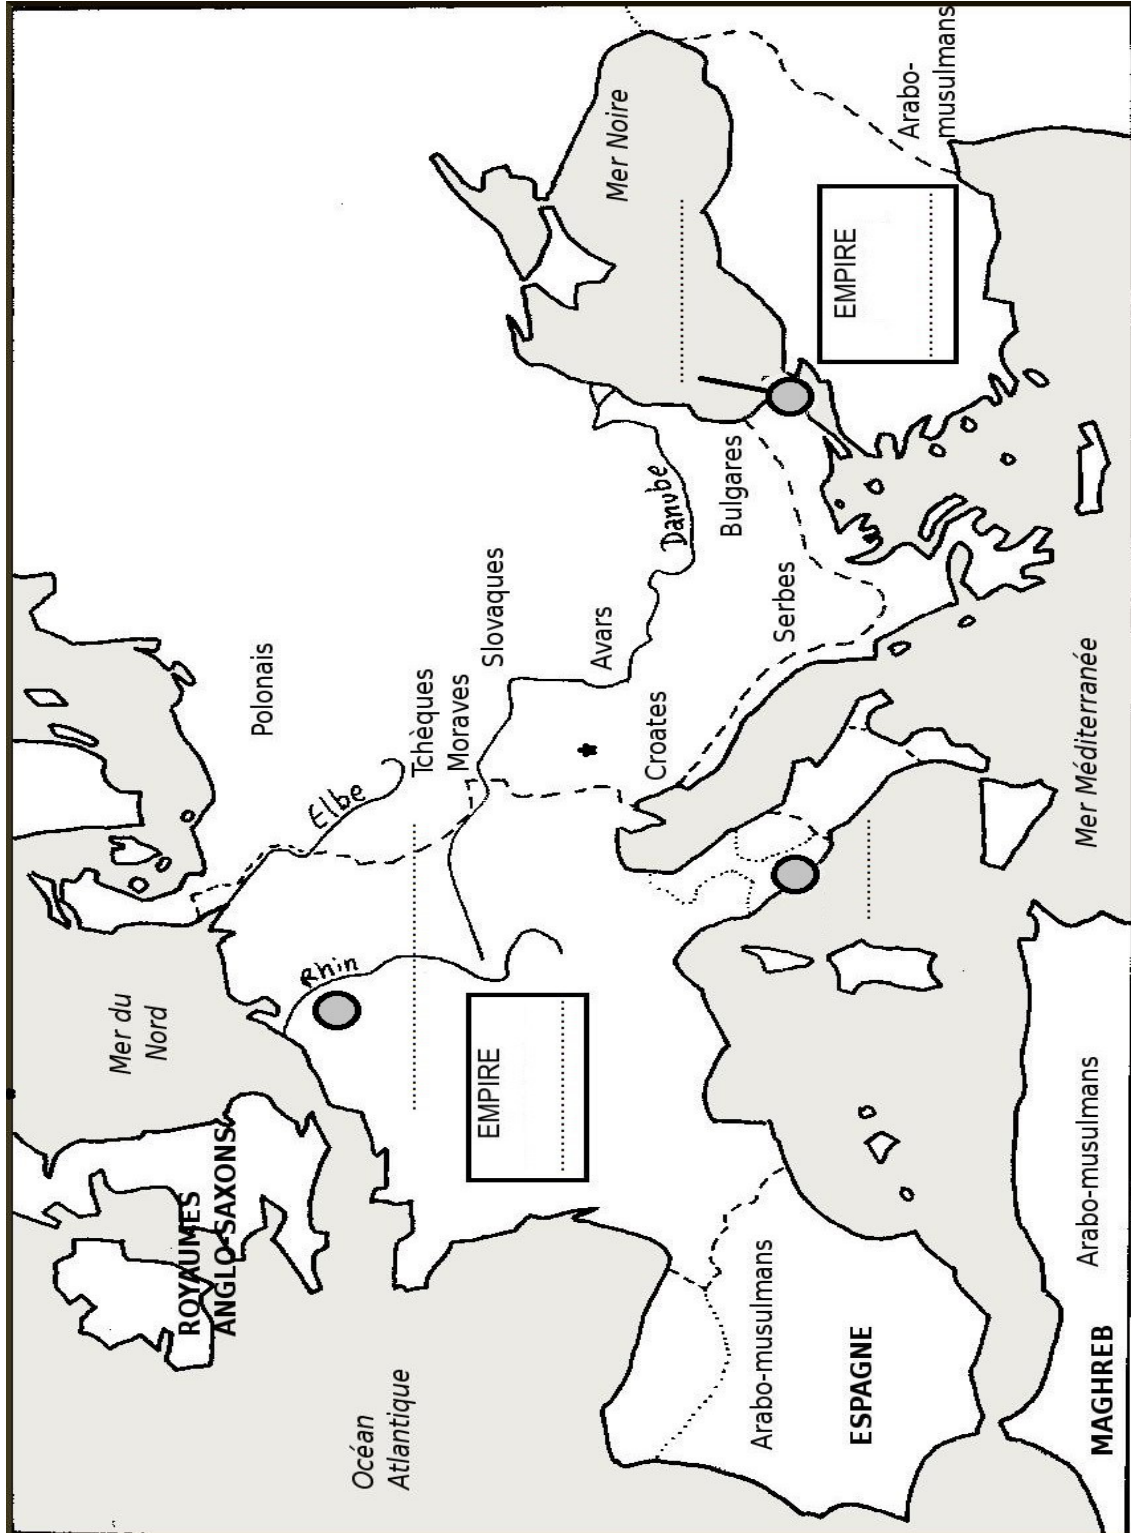 Mer du
Nord
ROYAUMES
ANGLO-SAXONS
Océan
Atlantique
Polonais
Elbe
Rhin
Tchèques
Moraves
Slovaques
EMPIRE
Avars
Croates
Danube
Bulgares
Serbes
Mer Noire
EMPIRE
Arabo-
musulmans
Arabo-musulmans
ESPAGNE
Mer Méditerranée
Arabo-musulmans
MAGHREB